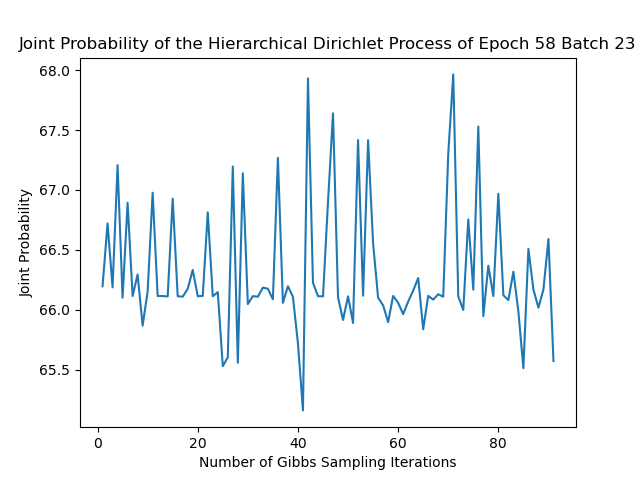 Joint Probability of the Hierarchical Dirichlet Process of Epoch 58 Batch 23
68.0
67.5
67.0
66.5
66.0
65.5
Joint Probability
0 20 40 60 80
Number of Gibbs Sampling Iterations